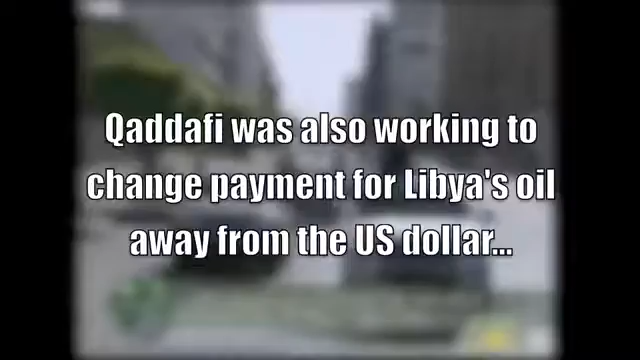 Qaddafi was also working to
change payment for Libya's oil
away from the US dollar...